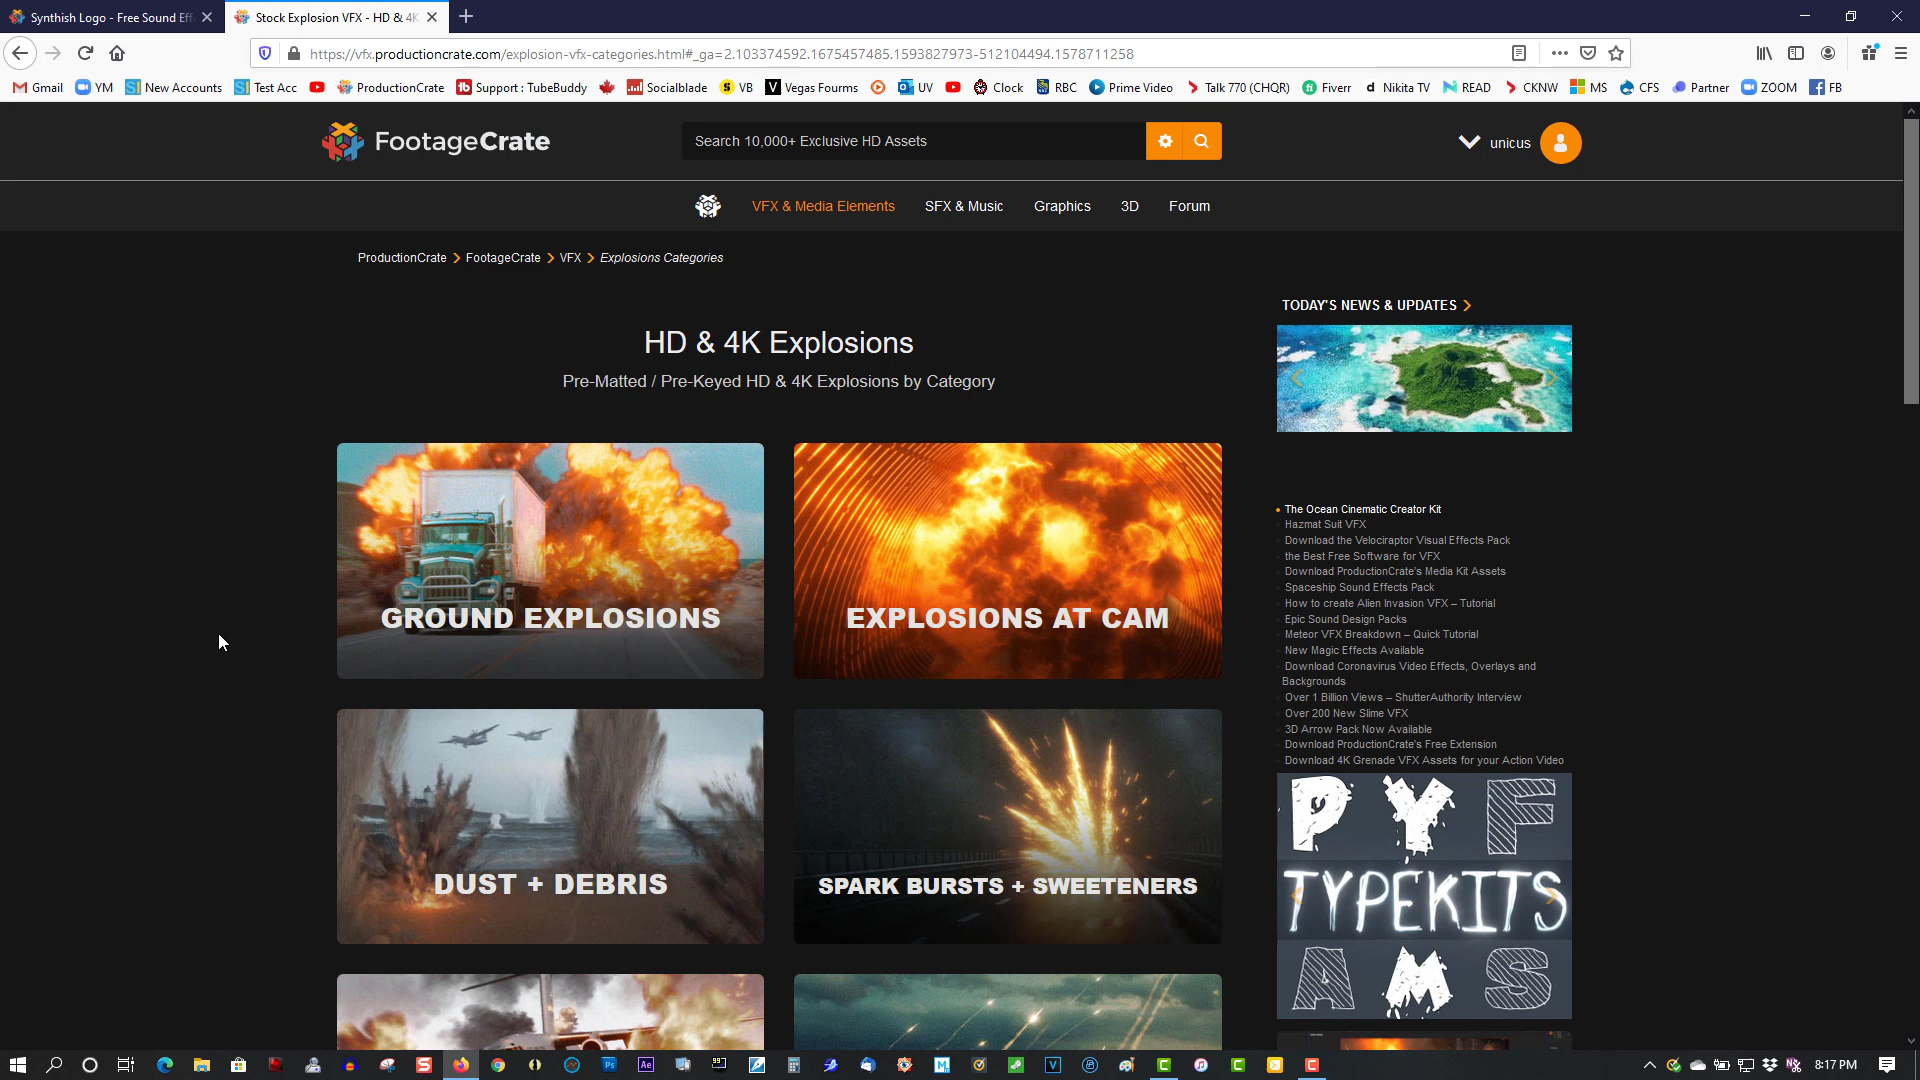 Synthish Logo - Free Sound Eff
Stock Explosion VFX - HD & 4K
https://vfx.productioncrate.com/explosion-vfx-categories.html#_ga=2.103374592.1675457485.1593827973-512104494.1578711258
Gmail YM New Accounts Test Acc ProductionCrate Support : TubeBuddy Socialblade VB Vegas Fourms UV Clock RBC Prime Video Talk 770 (CHQR) Fiverr Nikita TV READ CKNW MS CFS Partner ZOOM FB
FootageCrate
Search 10,000+ Exclusive HD Assets
unicus
VFX & Media Elements SFX & Music Graphics 3D Forum
ProductionCrate FootageCrate VFX Explosions Categories
HD & 4K Explosions
Pre-Matted / Pre-Keyed HD & 4K Explosions by Category
GROUND EXPLOSIONS
EXPLOSIONS AT CAM
DUST + DEBRIS
SPARK BURSTS + SWEETENERS
TODAY'S NEWS & UPDATES
The Ocean Cinematic Creator Kit
Hazmat Suit VFX
Download the Velociraptor Visual Effects Pack
the Best Free Software for VFX
Download ProductionCrate's Media Kit Assets
Spaceship Sound Effects Pack
How to create Alien Invasion VFX – Tutorial
Epic Sound Design Packs
Meteor VFX Breakdown – Quick Tutorial
New Magic Effects Available
Download Coronavirus Video Effects, Overlays and
Backgrounds
Over 1 Billion Views – ShutterAuthority Interview
Over 200 New Slime VFX
3D Arrow Pack Now Available
Download ProductionCrate's Free Extension
Download 4K Grenade VFX Assets for your Action Video
P Y F
TYPEKITS
A M S
8:17 PM